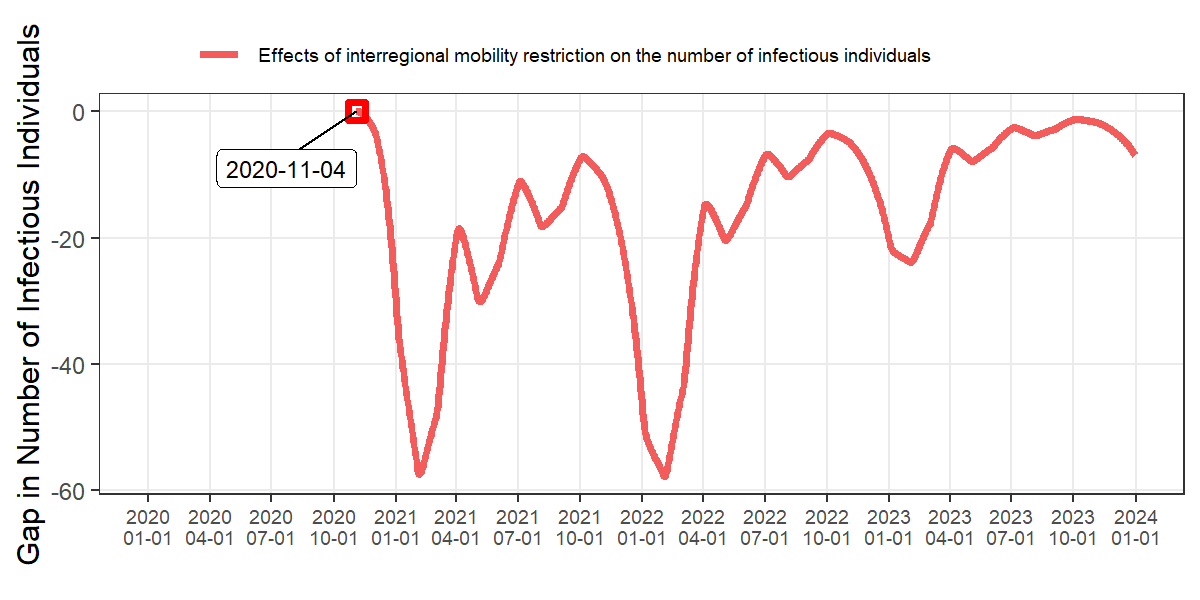 Effects of interregional mobility restriction on the number of infectious individuals
Gap in Number of Infectious Individuals
0
-20
-40
-60
2020-11-04
2020 2020 2020 2020 2021 2021 2021 2021 2022 2022 2022 2022 2023 2023 2023 2023 2024
01-01 04-01 07-01 10-01 01-01 04-01 07-01 10-01 01-01 04-01 07-01 10-01 01-01 04-01 07-01 10-01 01-01